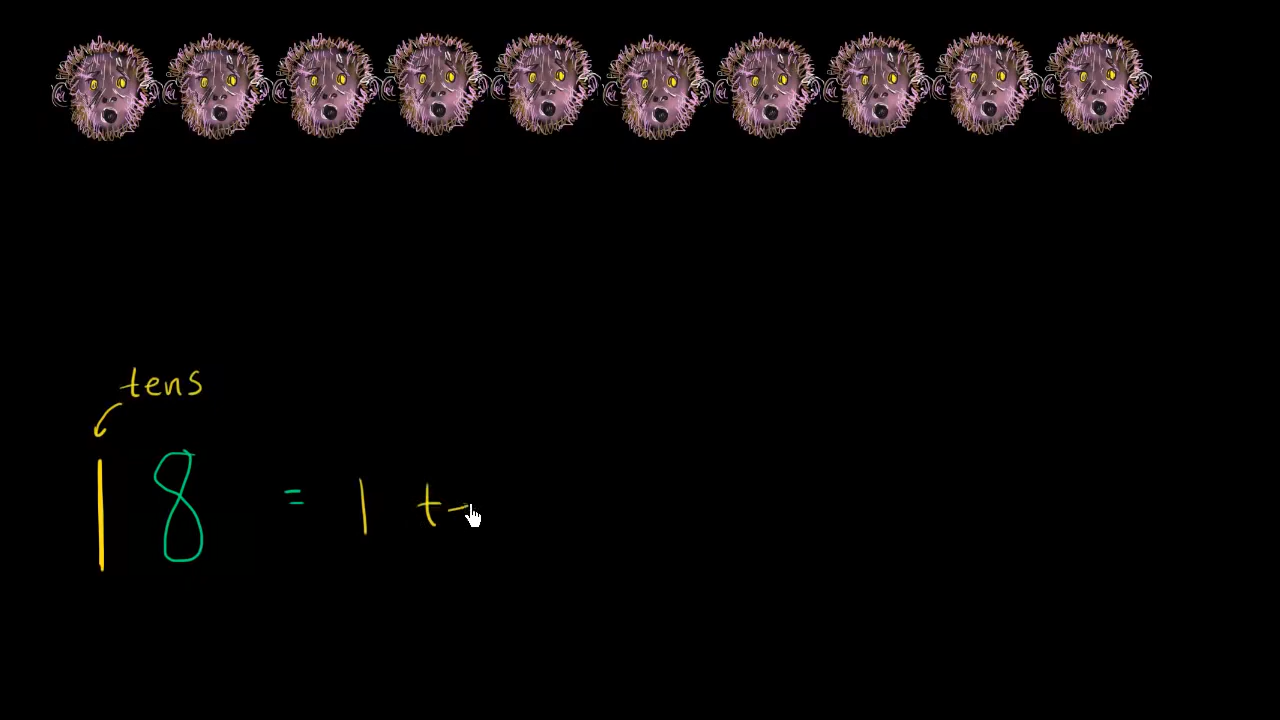 tens
18 = 1 t